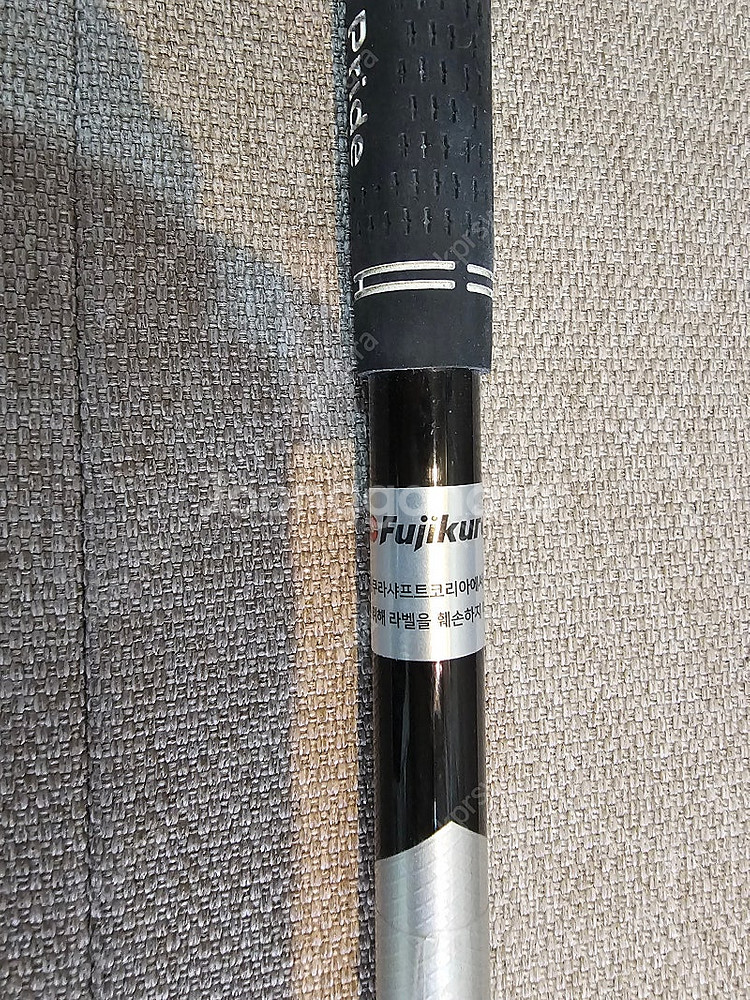 Pride
Fujikur
쿠라샤프트코리아에서
위해 라벨을 훼손하지